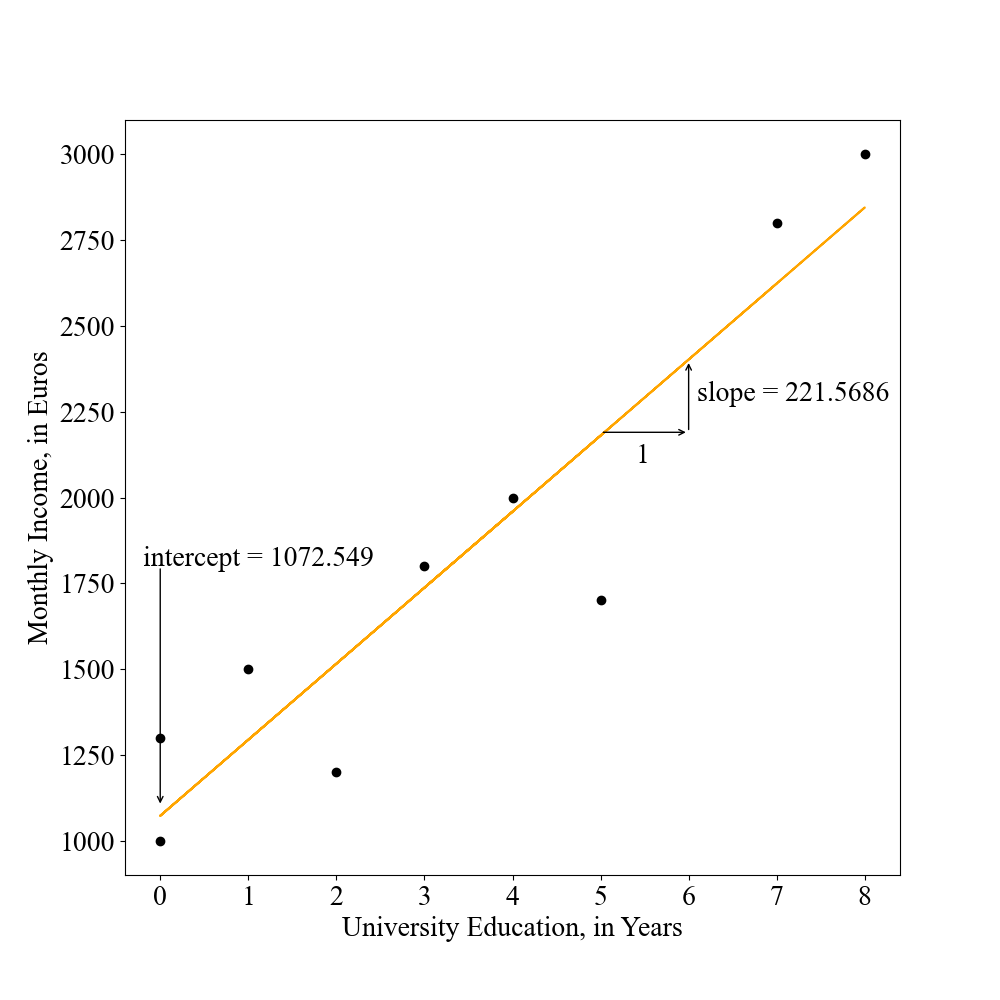 3000
2750
2500
2250
2000
1750
1500
1250
1000
Monthly Income, in Euros
slope = 221.5686
1
intercept = 1072.549
0 1 2 3 4 5 6 7 8
University Education, in Years